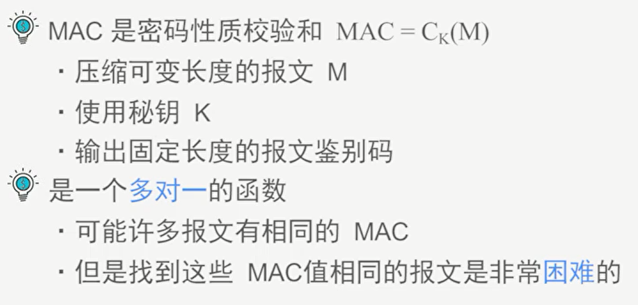 MAC 是密码性质校验和 MAC = C_K(M)
·压缩可变长度的报文 M
·使用秘钥 K
·输出固定长度的报文鉴别码
是一个多对一的函数
·可能许多报文有相同的 MAC
·但是找到这些 MAC值相同的报文是非常困难的